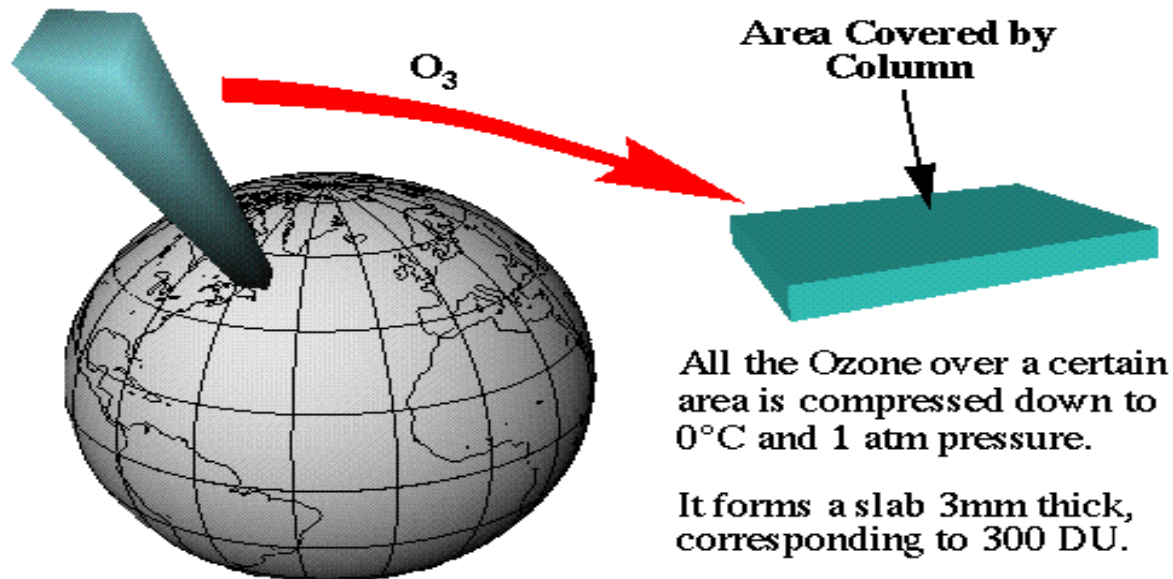 O₃
Area Covered by
Column
All the Ozone over a certain
area is compressed down to
0°C and 1 atm pressure.
It forms a slab 3mm thick,
corresponding to 300 DU.